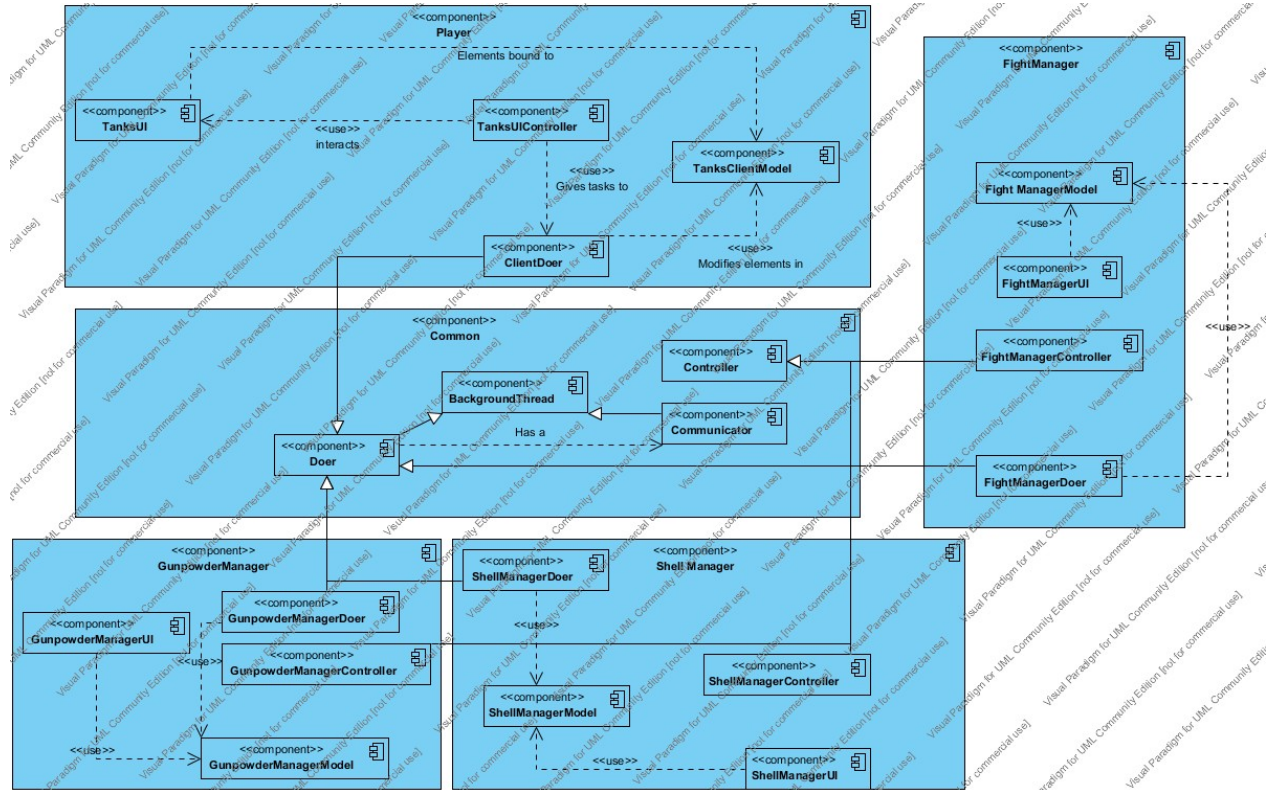 <<component>>
Player
Elements bound to
<<component>>
TanksUI
<<component>>
TanksUIController
<<use>>
interacts
<<component>>
TanksClientModel
<<use>>
Gives tasks to
<<component>>
ClientDoer
<<use>>
Modifies elements in
<<component>>
FightManager
<<component>>
Fight ManagerModel
<<use>>
<<component>>
FightManagerUI
<<use>>
<<component>>
FightManagerController
<<component>>
FightManagerDoer
<<component>>
Common
<<component>>
Controller
<<component>>
BackgroundThread
<<component>>
Communicator
Has a
<<component>>
Doer
<<component>>
GunpowderManager
<<component>>
GunpowderManagerDoer
<<component>>
GunpowderManagerUI
<<use>>
<<component>>
GunpowderManagerController
<<use>>
<<component>>
GunpowderManagerModel
<<component>>
Shell Manager
<<component>>
ShellManagerDoer
<<use>>
<<component>>
ShellManagerController
<<component>>
ShellManagerModel
<<use>>
<<component>>
ShellManagerUI
Visual Paradigm for UML Community Edition [not for commercial use]